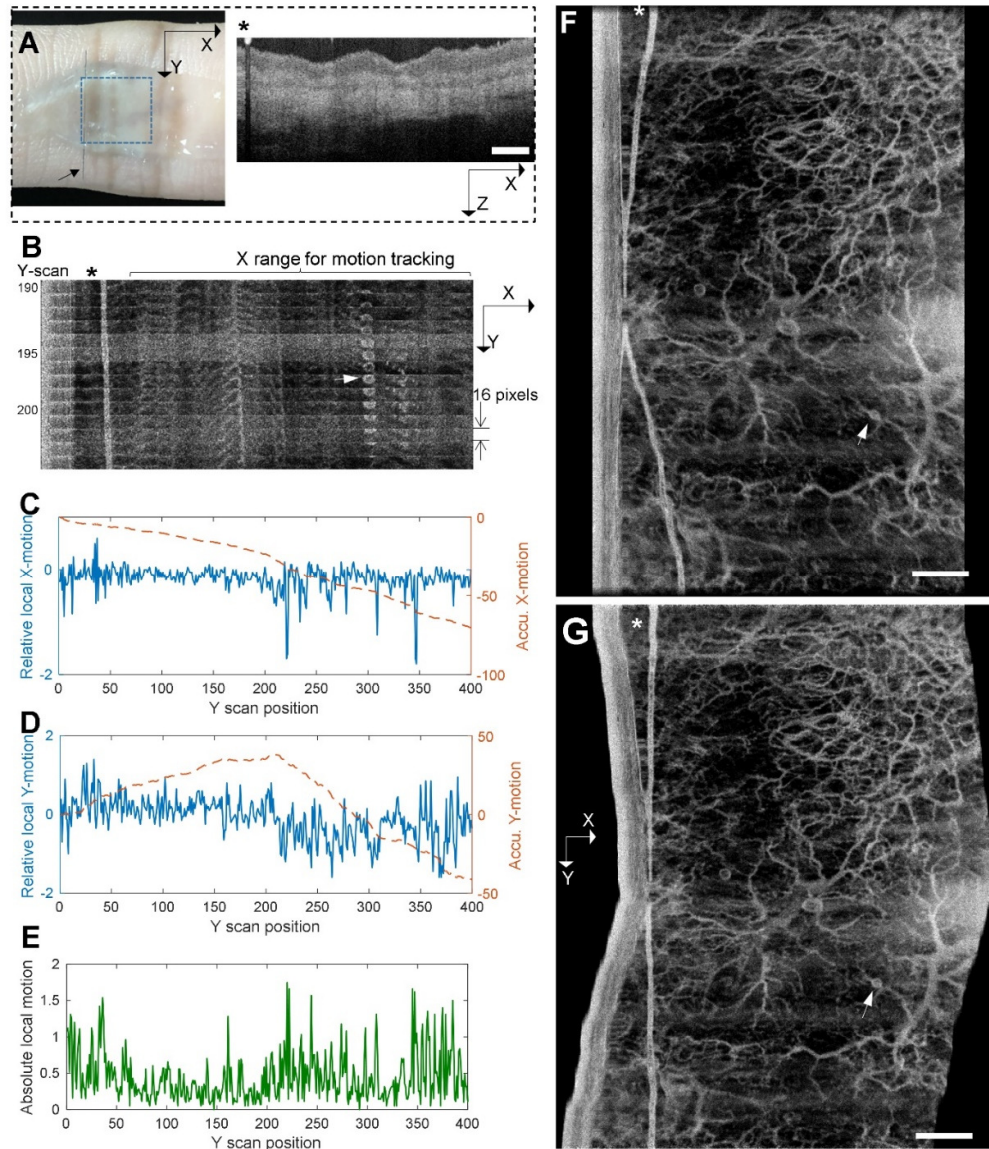 A
X
Y
*
X
Z
B
Y-scan
*
X range for motion tracking
190
195
200
X
Y
16 pixels
C
Relative local X-motion
0
-2
0
-50
-100
Accu. X-motion
0 50 100 150 200 250 300 350 400
Y scan position
D
Relative local Y-motion
2
0
-2
50
0
-50
Accu. Y-motion
0 50 100 150 200 250 300 350 400
Y scan position
E
Absolute local motion
2
1.5
1
0.5
0
0 50 100 150 200 250 300 350 400
Y scan position
F
*
G
*
X
Y